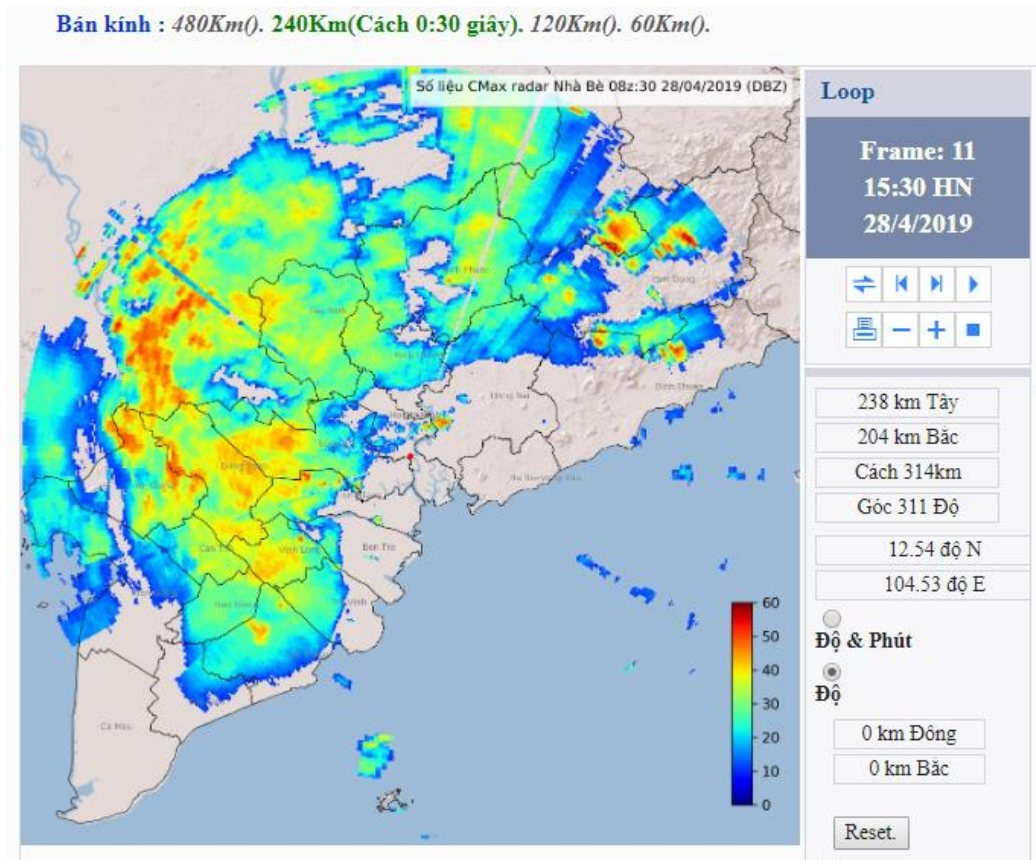 Bán kính : 480Km(). 240Km(Cách 0:30 giây). 120Km(). 60Km().
Số liệu CMax radar Nhà Bè 08z:30 28/04/2019 (DBZ)
Loop
Frame: 11
15:30 HN
28/4/2019
238 km Tây
204 km Bắc
Cách 314km
Góc 311 Độ
12.54 độ N
104.53 độ E
Độ & Phút
Độ
0 km Đông
0 km Bắc
Reset.
60
50
40
30
20
10
0
Tây Ninh
Vĩnh Long
Bến Tre
Cà Mau